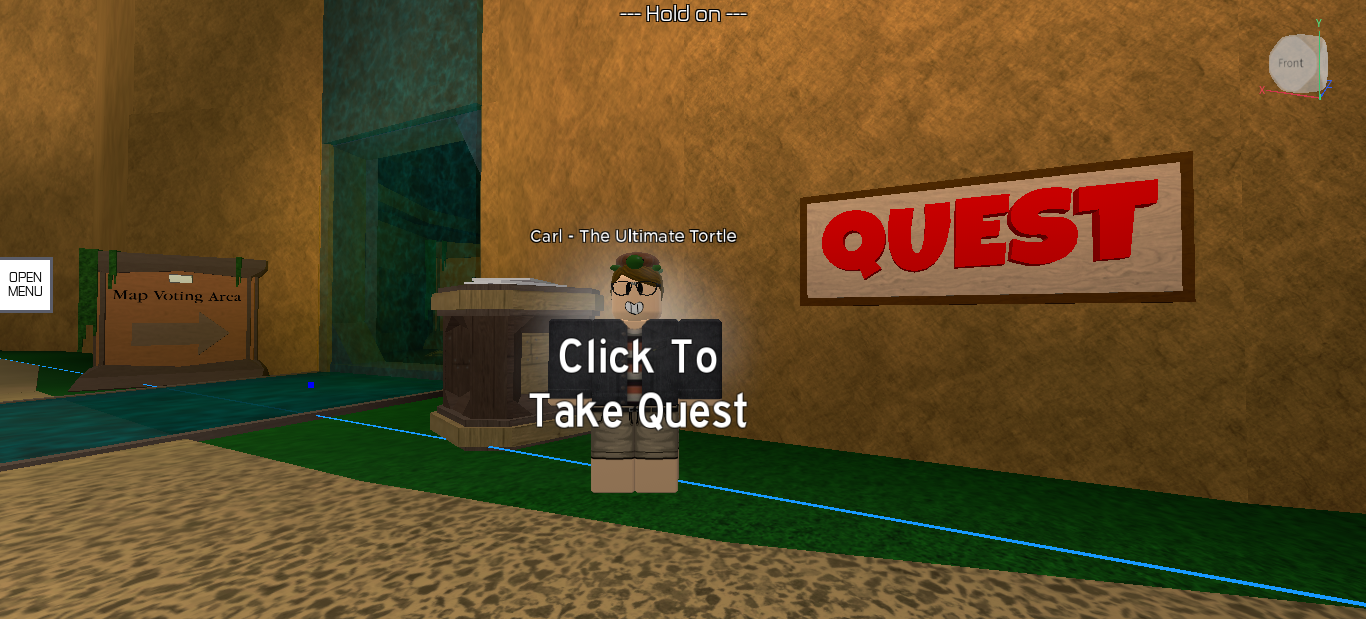 --- Hold on ---
Y
Front
X
QUEST
Carl - The Ultimate Tortle
OPEN
MENU
Map Voting Area
Click To
Take Quest